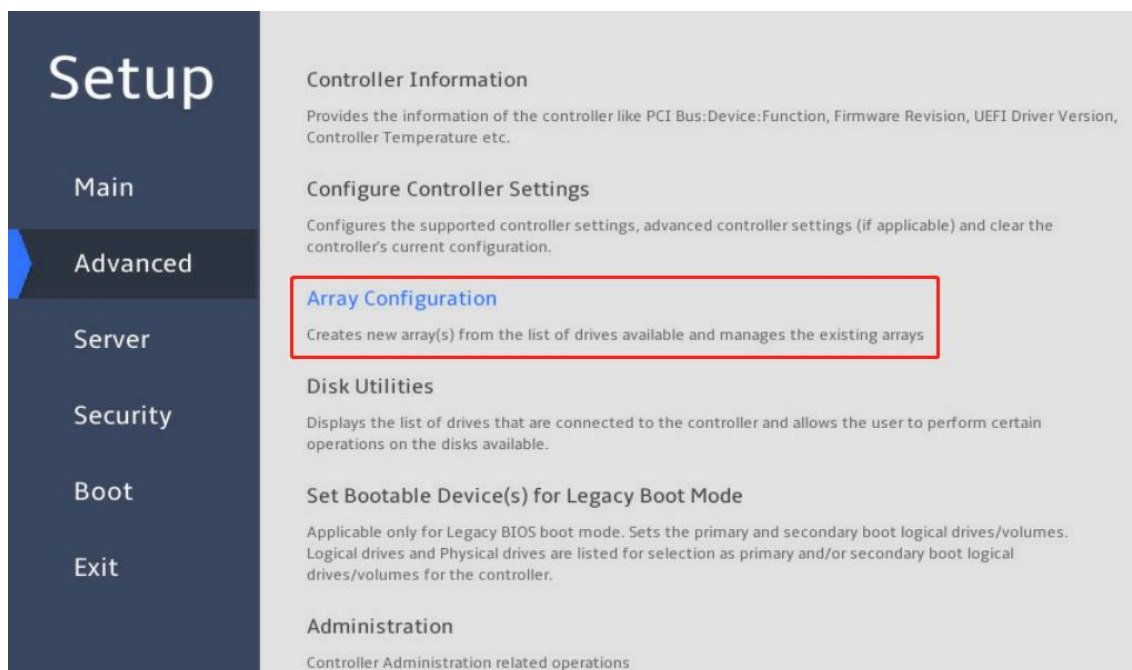 Setup
Main
Advanced
Server
Security
Boot
Exit
Controller Information
Provides the information of the controller like PCI Bus:Device:Function, Firmware Revision, UEFI Driver Version,
Controller Temperature etc.
Configure Controller Settings
Configures the supported controller settings, advanced controller settings (if applicable) and clear the
controller's current configuration.
Array Configuration
Creates new array(s) from the list of drives available and manages the existing arrays
Disk Utilities
Displays the list of drives that are connected to the controller and allows the user to perform certain
operations on the disks available.
Set Bootable Device(s) for Legacy Boot Mode
Applicable only for Legacy BIOS boot mode. Sets the primary and secondary boot logical drives/volumes.
Logical drives and Physical drives are listed for selection as primary and/or secondary boot logical
drives/volumes for the controller.
Administration
Controller Administration related operations